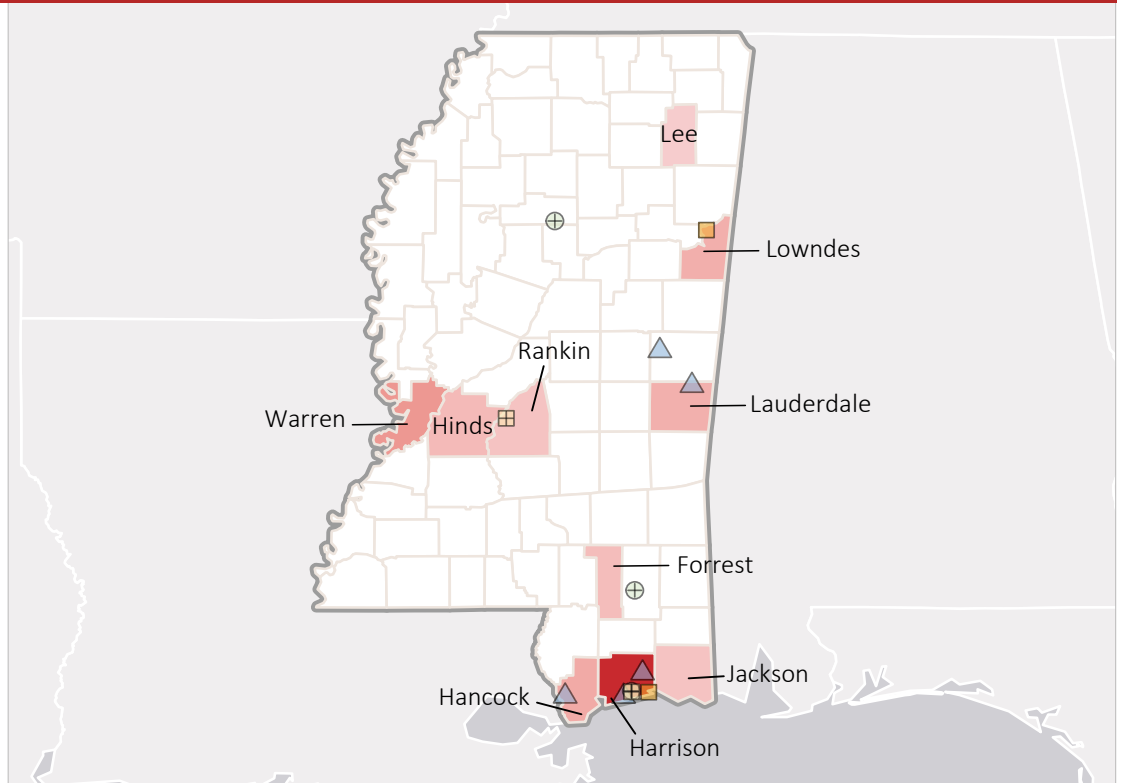 Lee
Lowndes
Rankin
Lauderdale
Warren
Hinds
Forrest
Jackson
Hancock
Harrison